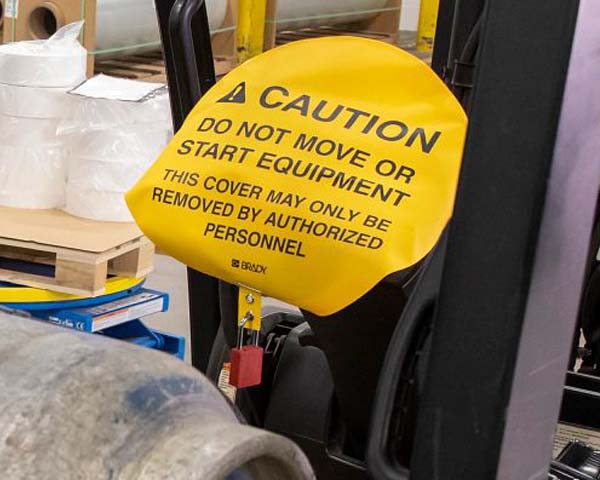 CAUTION
DO NOT MOVE OR
START EQUIPMENT
THIS COVER MAY ONLY BE
REMOVED BY AUTHORIZED
PERSONNEL
BRADY